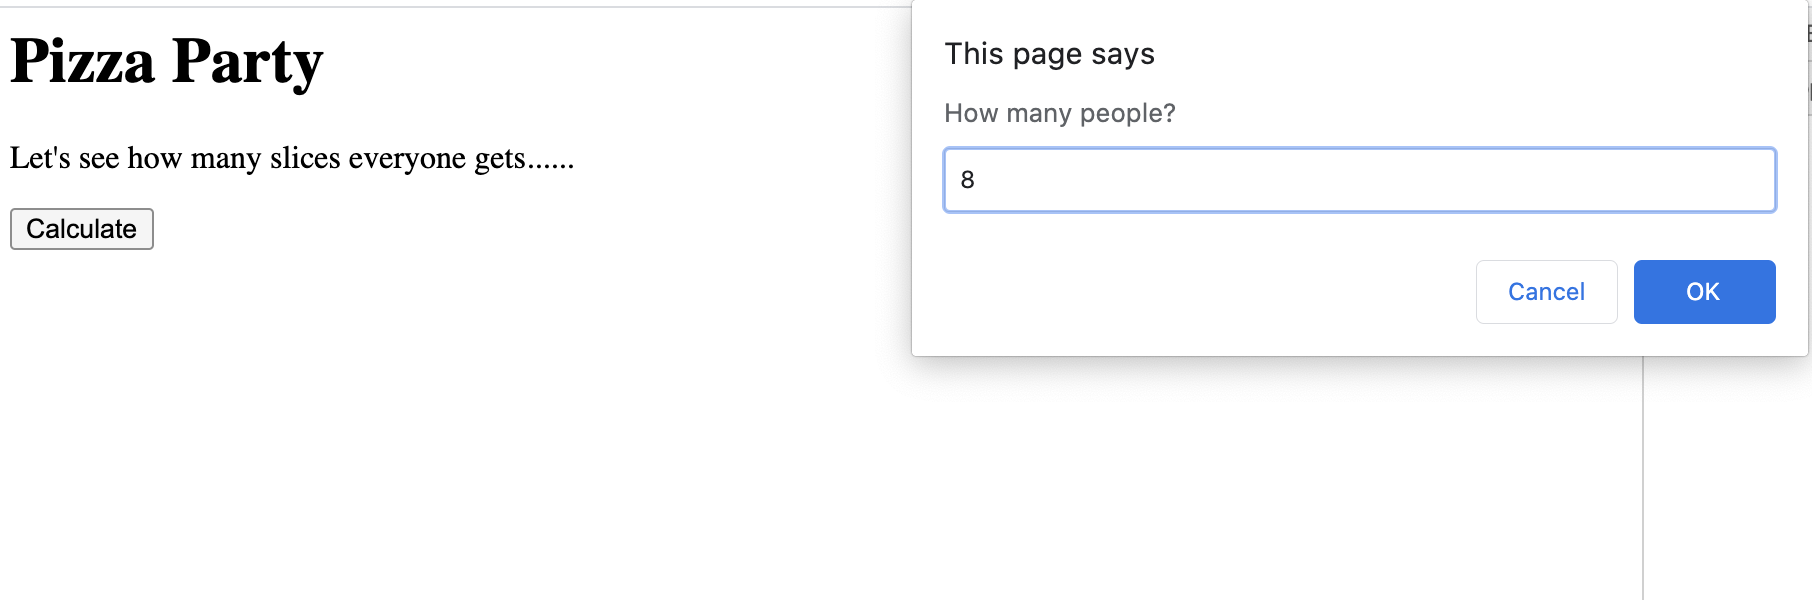 Pizza Party
Let's see how many slices everyone gets......
Calculate
This page says
How many people?
8
Cancel
OK